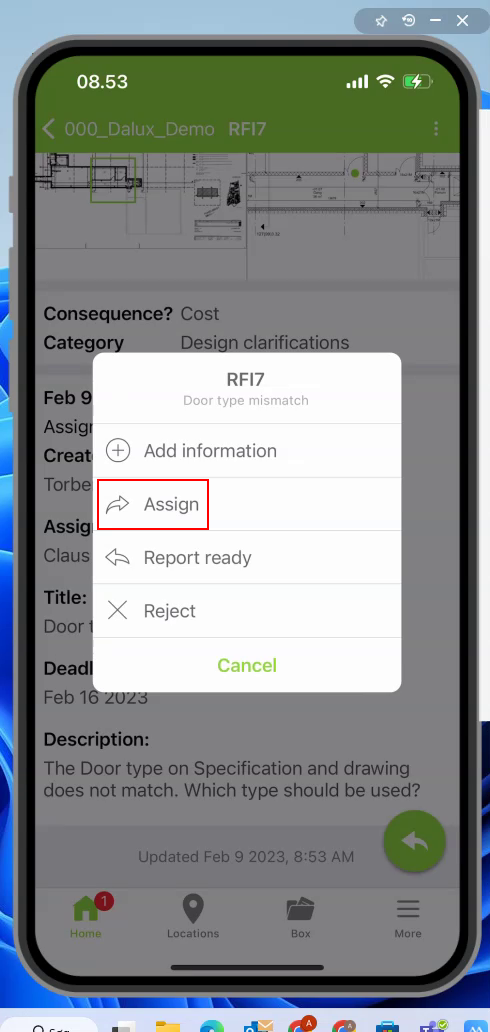 08.53
000_Dalux_Demo RFI7
Consequence? Cost
Category Design clarifications
RFI7
Door type mismatch
Add information
Assign
Report ready
Reject
Cancel
Feb 9
Assign
Creat
Torbe
Assig
Claus
Title:
Door t
Deadl
Feb 16 2023
Description:
The Door type on Specification and drawing
does not match. Which type should be used?
Updated Feb 9 2023, 8:53 AM
1
Home Locations Box More